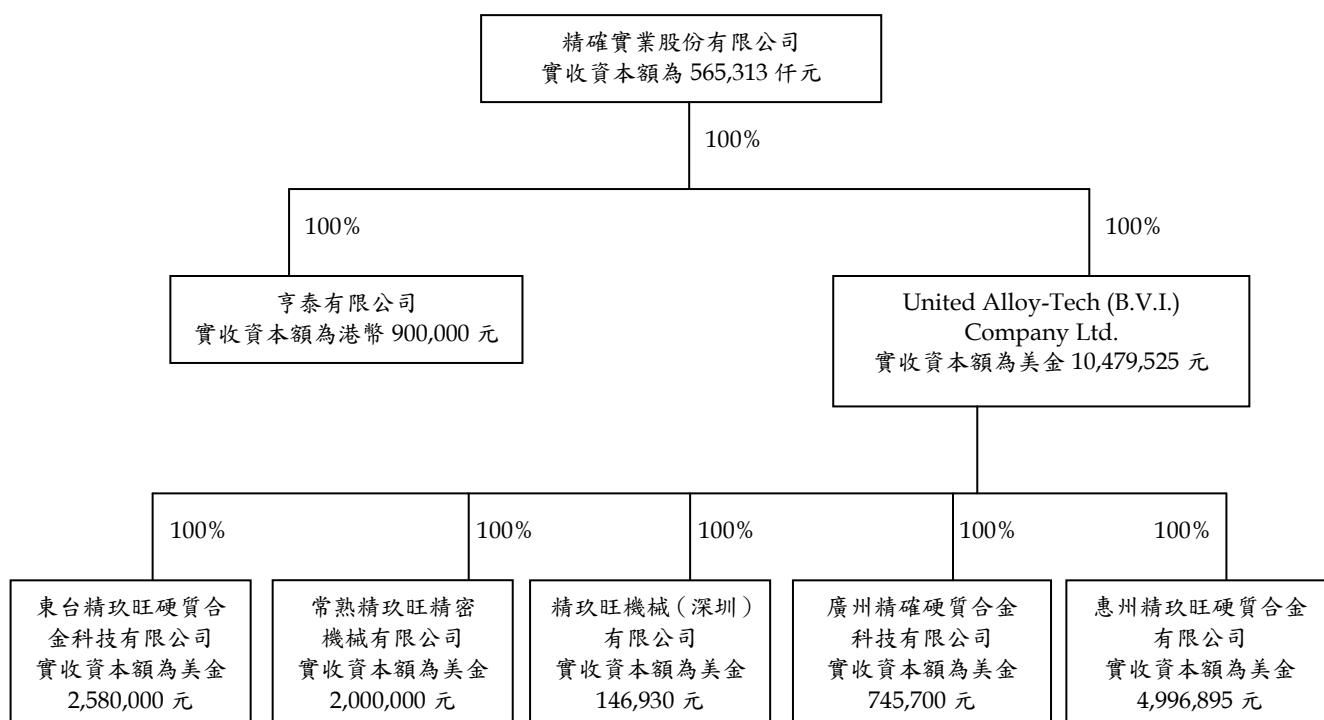 精確實業股份有限公司
實收資本額為 565,313 仟元
100%
100%
100%
亨泰有限公司
實收資本額為港幣 900,000 元
United Alloy-Tech (B.V.I.)
Company Ltd.
實收資本額為美金 10,479,525 元
100%
100%
100%
100%
100%
東台精玖旺硬質合
金科技有限公司
實收資本額為美金
2,580,000 元
常熟精玖旺精密
機械有限公司
實收資本額為美金
2,000,000 元
精玖旺機械（深圳）
有限公司
實收資本額為美金
146,930 元
廣州精確硬質合金
科技有限公司
實收資本額為美金
745,700 元
惠州精玖旺硬質合金
有限公司
實收資本額為美金
4,996,895 元